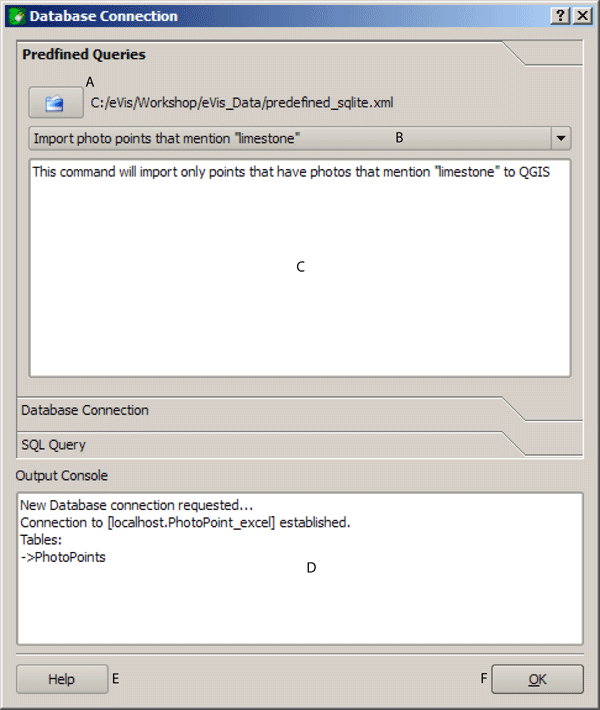 Database Connection
Predfined Queries
A
C:/eVis/Workshop/eVis_Data/predefined_sqlite.xml
Import photo points that mention "limestone" B
This command will import only points that have photos that mention "limestone" to QGIS
C
Database Connection
SQL Query
Output Console
New Database connection requested...
Connection to [localhost.PhotoPoint_excel] established.
Tables:
->PhotoPoints
D
Help E F OK